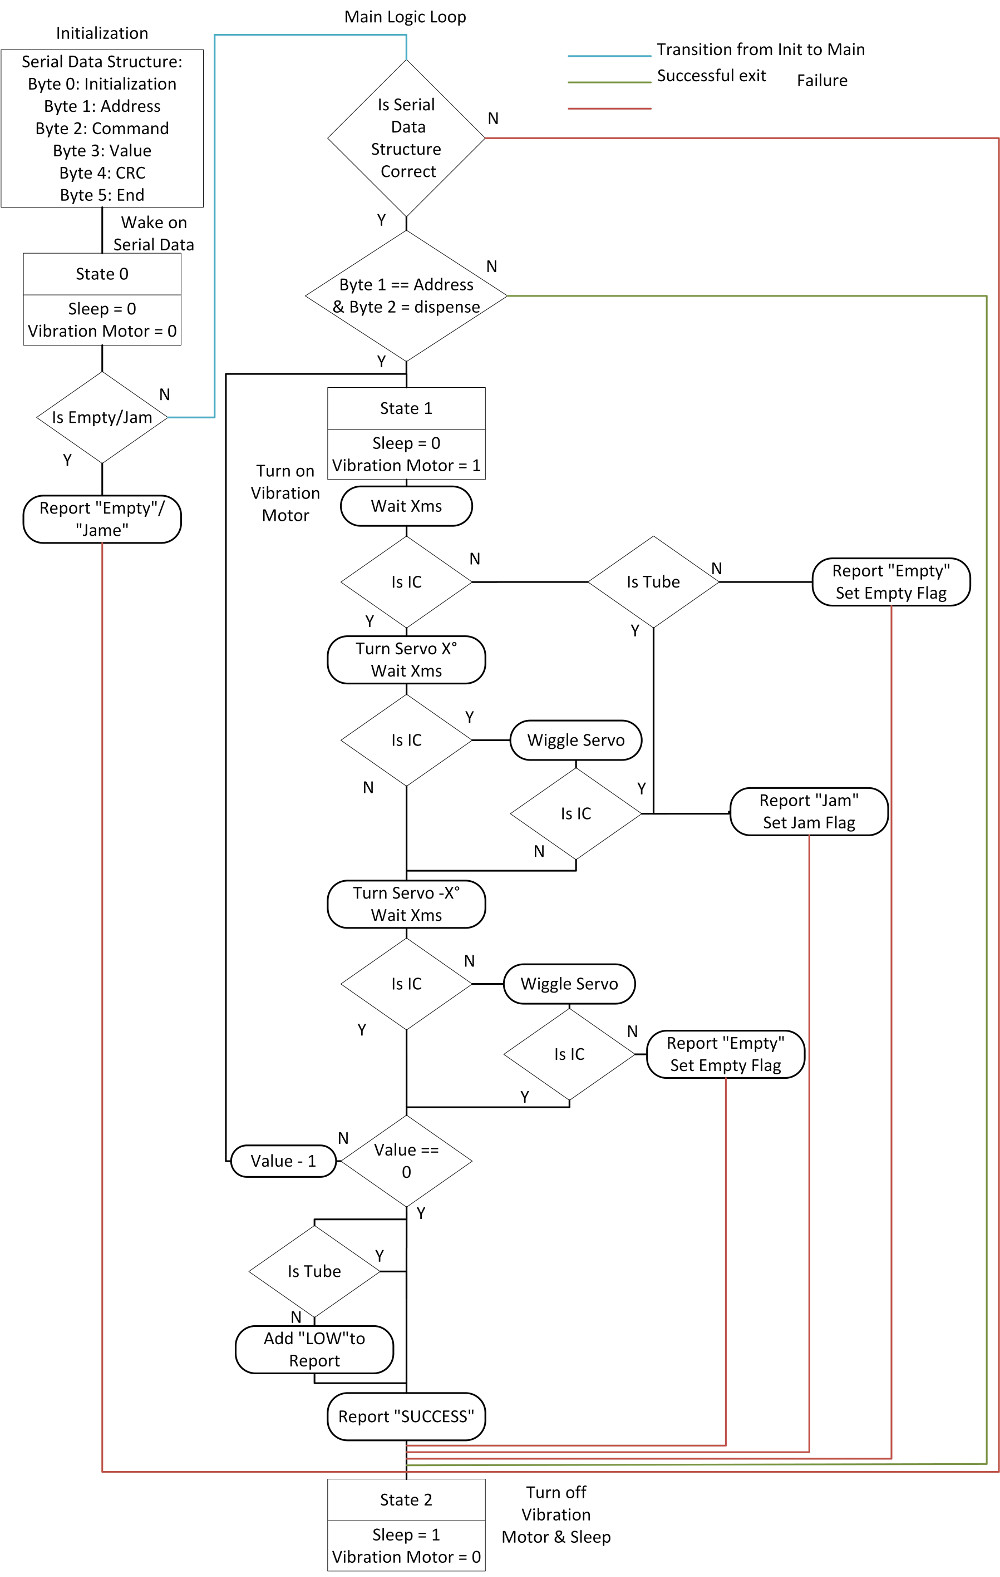 Main Logic Loop
Initialization
Serial Data Structure:
Byte 0: Initialization
Byte 1: Address
Byte 2: Command
Byte 3: Value
Byte 4: CRC
Byte 5: End
Transition from Init to Main
Successful exit
Failure
Is Serial
Data
Structure
Correct
N
Y
Wake on
Serial Data
State 0
Sleep = 0
Vibration Motor = 0
Is Empty/Jam
N
Y
Report "Empty"/
"Jame"
Byte 1 == Address
& Byte 2 = dispense
N
Y
State 1
Sleep = 0
Vibration Motor = 1
Turn on
Vibration
Motor
Wait Xms
Is IC
N
Y
Is Tube
N
Y
Report "Empty"
Set Empty Flag
Turn Servo X°
Wait Xms
Is IC
Y
N
Wiggle Servo
Is IC
Y
N
Report "Jam"
Set Jam Flag
Turn Servo -X°
Wait Xms
Is IC
N
Y
Wiggle Servo
Is IC
N
Y
Report "Empty"
Set Empty Flag
Value ==
0
N
Y
Value - 1
Is Tube
Y
N
Add "LOW"to
Report
Report "SUCCESS"
State 2
Sleep = 1
Vibration Motor = 0
Turn off
Vibration
Motor & Sleep